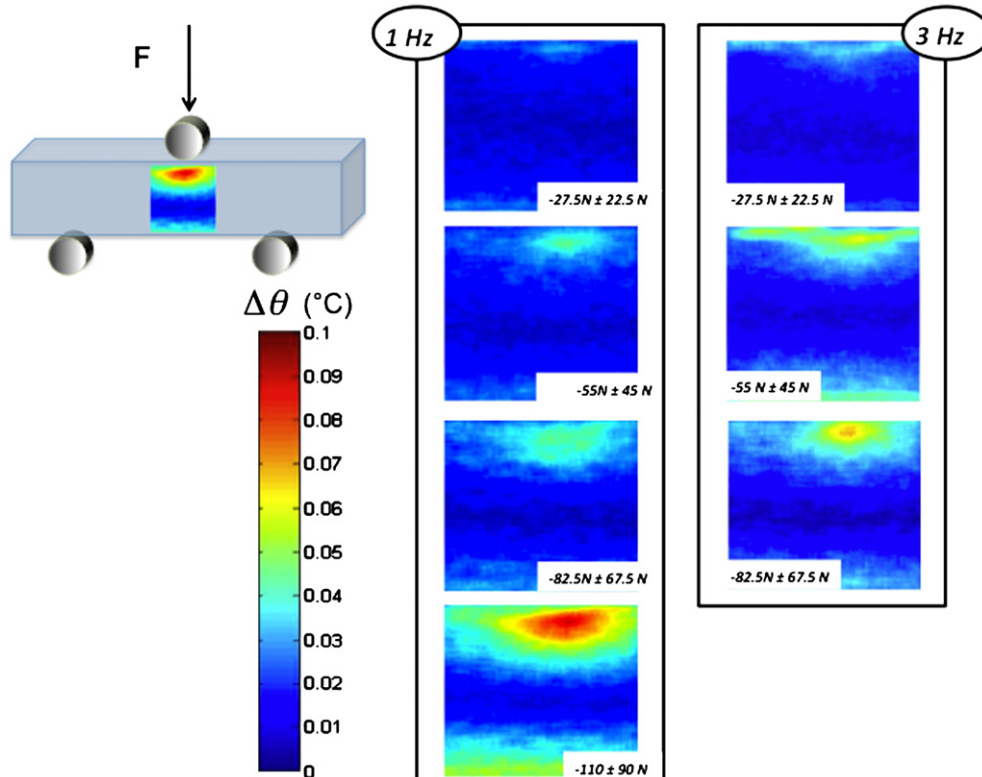 F
Δθ (°C)
0.1
0.09
0.08
0.07
0.06
0.05
0.04
0.03
0.02
0.01
0
1 Hz
-27.5N ± 22.5 N
-55N ± 45 N
-82.5N ± 67.5 N
-110 ± 90 N
3 Hz
-27.5 N ± 22.5 N
-55 N ± 45 N
-82.5N ± 67.5 N